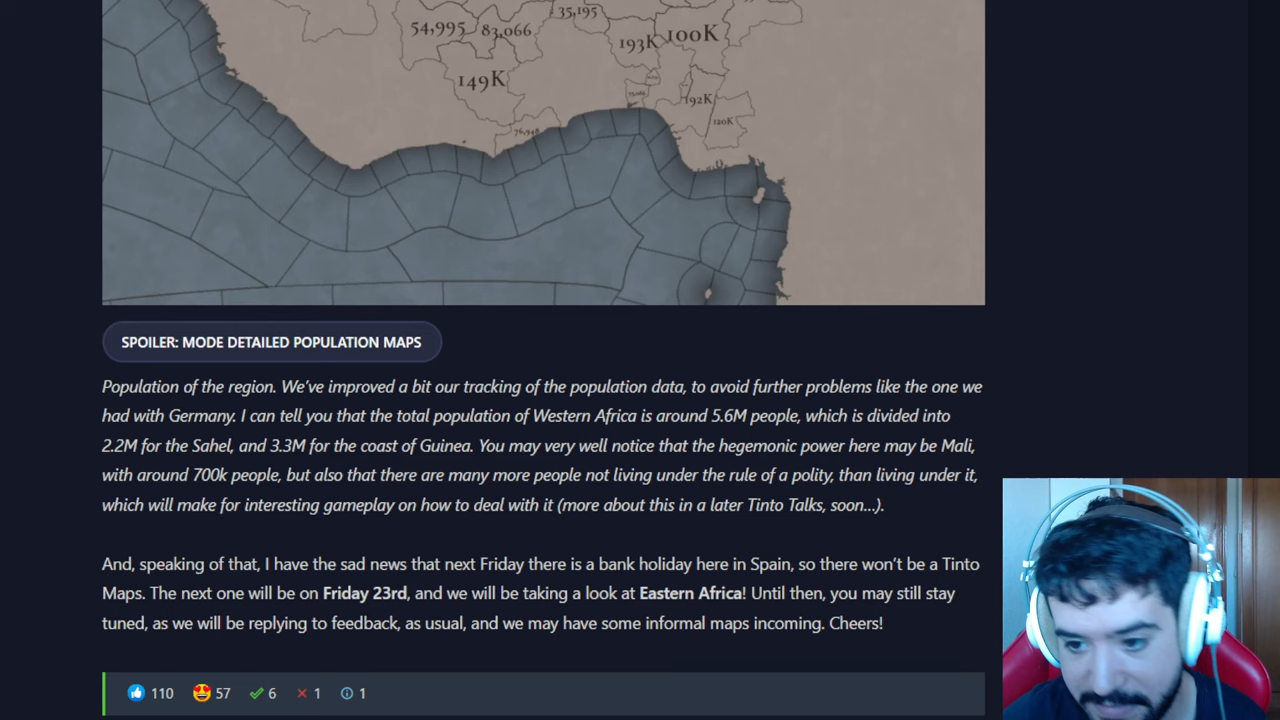 35,195
54,995 83,066
193K 100K
149K
192K
120K
76,948
SPOILER: MODE DETAILED POPULATION MAPS
Population of the region. We've improved a bit our tracking of the population data, to avoid further problems like the one we
had with Germany. I can tell you that the total population of Western Africa is around 5.6M people, which is divided into
2.2M for the Sahel, and 3.3M for the coast of Guinea. You may very well notice that the hegemonic power here may be Mali,
with around 700k people, but also that there are many more people not living under the rule of a polity, than living under it,
which will make for interesting gameplay on how to deal with it (more about this in a later Tinto Talks, soon...).
And, speaking of that, I have the sad news that next Friday there is a bank holiday here in Spain, so there won't be a Tinto
Maps. The next one will be on Friday 23rd, and we will be taking a look at Eastern Africa! Until then, you may still stay
tuned, as we will be replying to feedback, as usual, and we may have some informal maps incoming. Cheers!
110 57 6 1 1